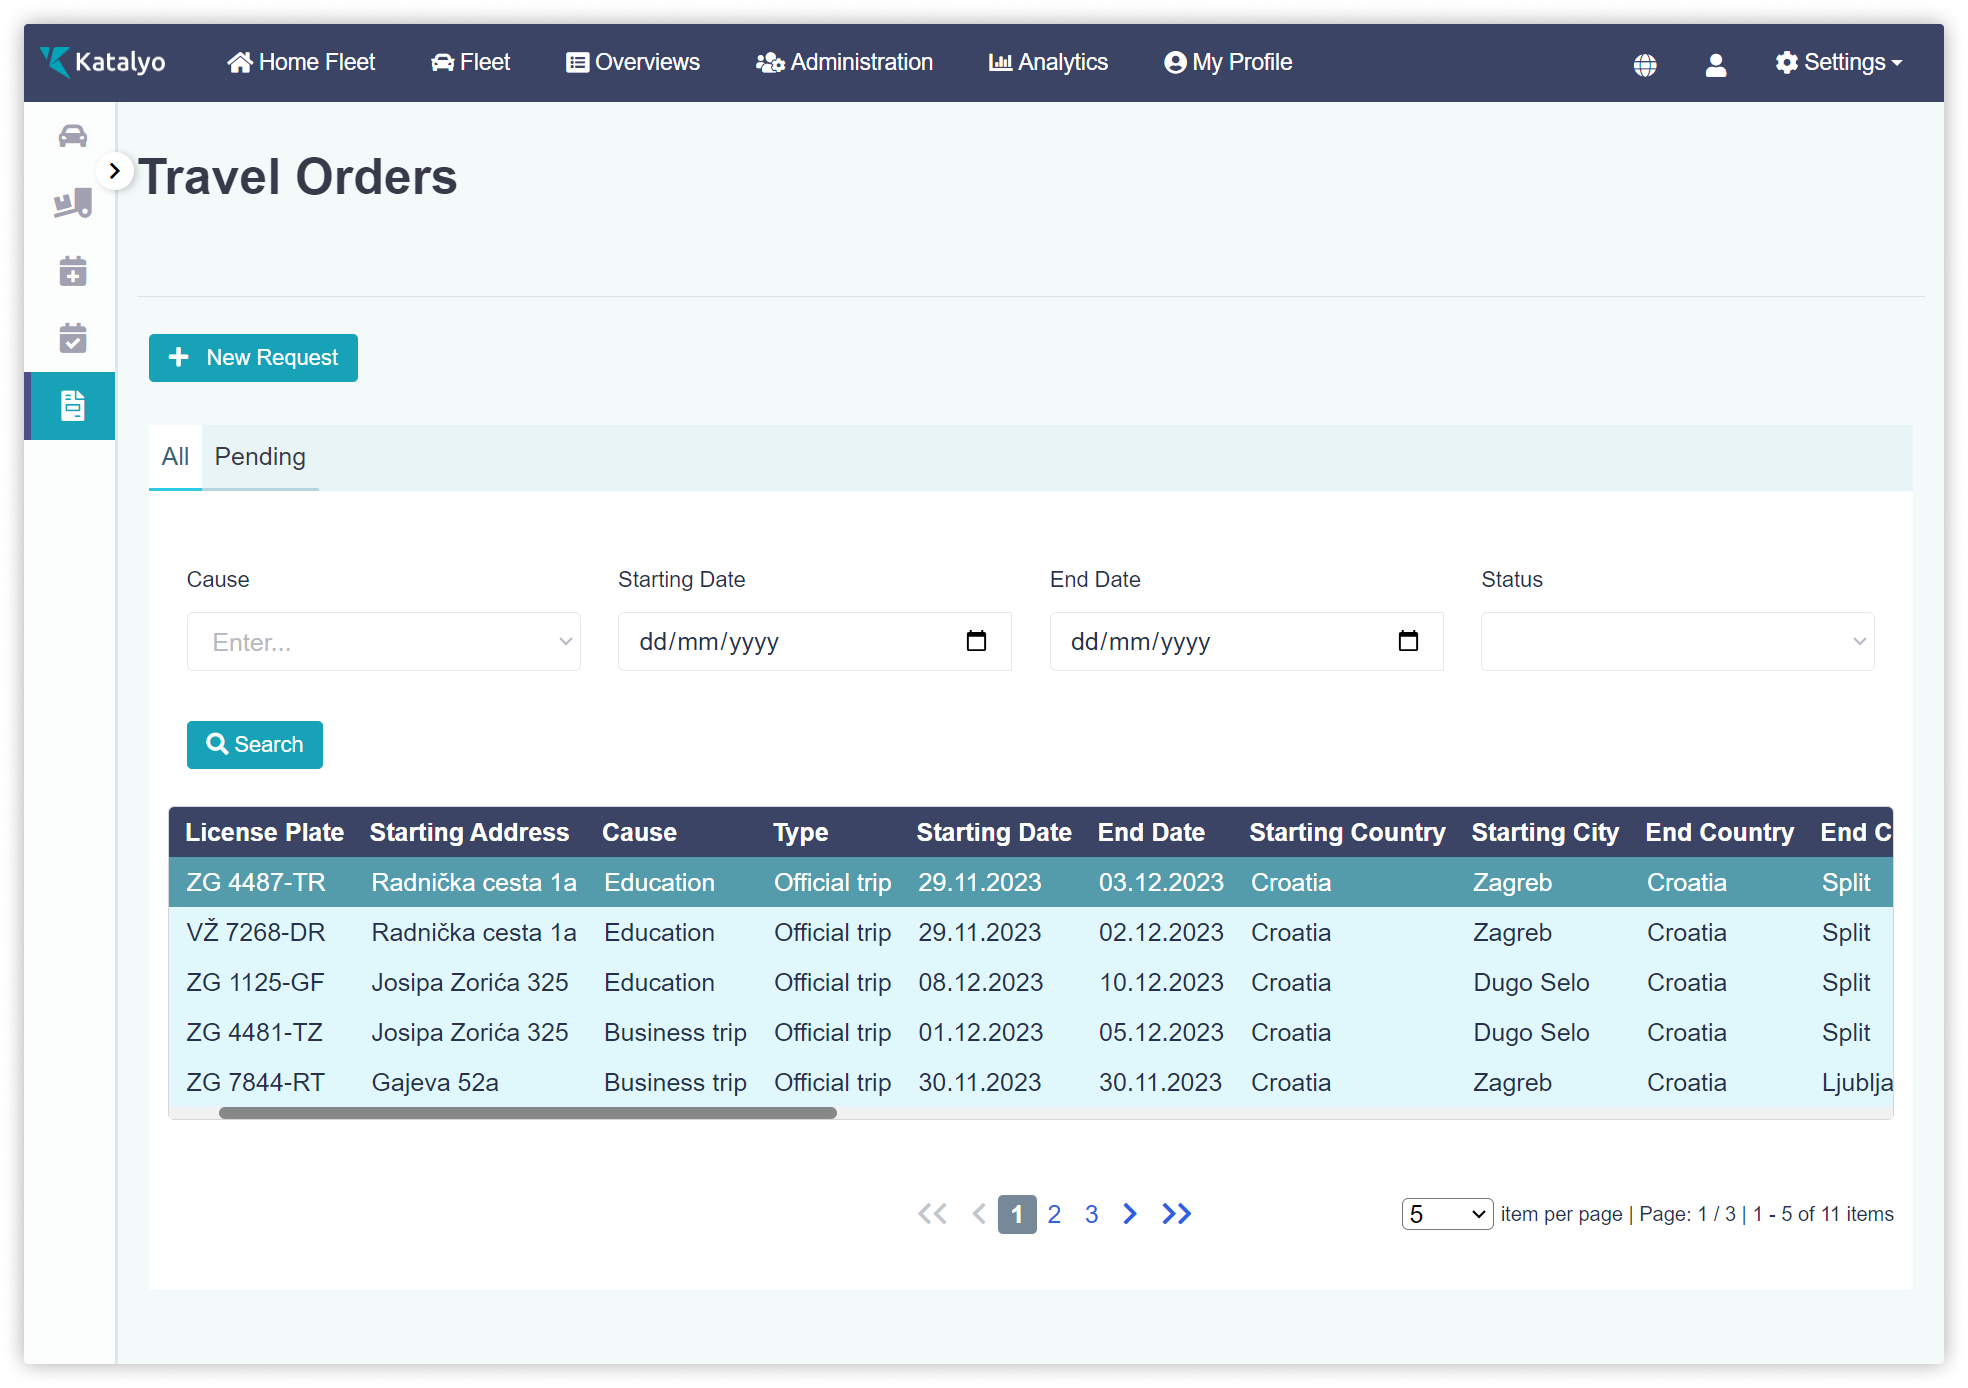 Katalyo Home Fleet Fleet Overviews Administration Analytics My Profile Settings
Travel Orders
New Request
All Pending
Cause Starting Date End Date Status
Enter... dd/mm/yyyy dd/mm/yyyy
Search
License Plate Starting Address Cause Type Starting Date End Date Starting Country Starting City End Country End C
ZG 4487-TR Radnička cesta 1a Education Official trip 29.11.2023 03.12.2023 Croatia Zagreb Croatia Split
VŽ 7268-DR Radnička cesta 1a Education Official trip 29.11.2023 02.12.2023 Croatia Zagreb Croatia Split
ZG 1125-GF Josipa Zorića 325 Education Official trip 08.12.2023 10.12.2023 Croatia Dugo Selo Croatia Split
ZG 4481-TZ Josipa Zorića 325 Business trip Official trip 01.12.2023 05.12.2023 Croatia Dugo Selo Croatia Split
ZG 7844-RT Gajeva 52a Business trip Official trip 30.11.2023 30.11.2023 Croatia Zagreb Croatia Ljublja
1 2 3 5 item per page | Page: 1 / 3 | 1 - 5 of 11 items